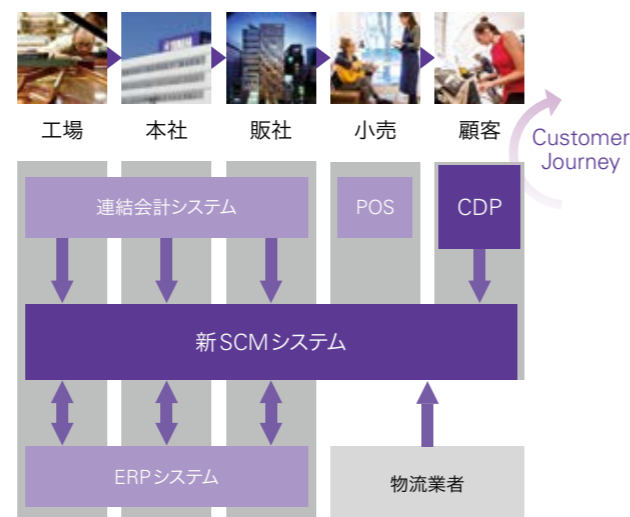 工場
本社
販社
小売
顧客
Customer
Journey
連結会計システム
POS
CDP
新SCMシステム
ERPシステム
物流業者